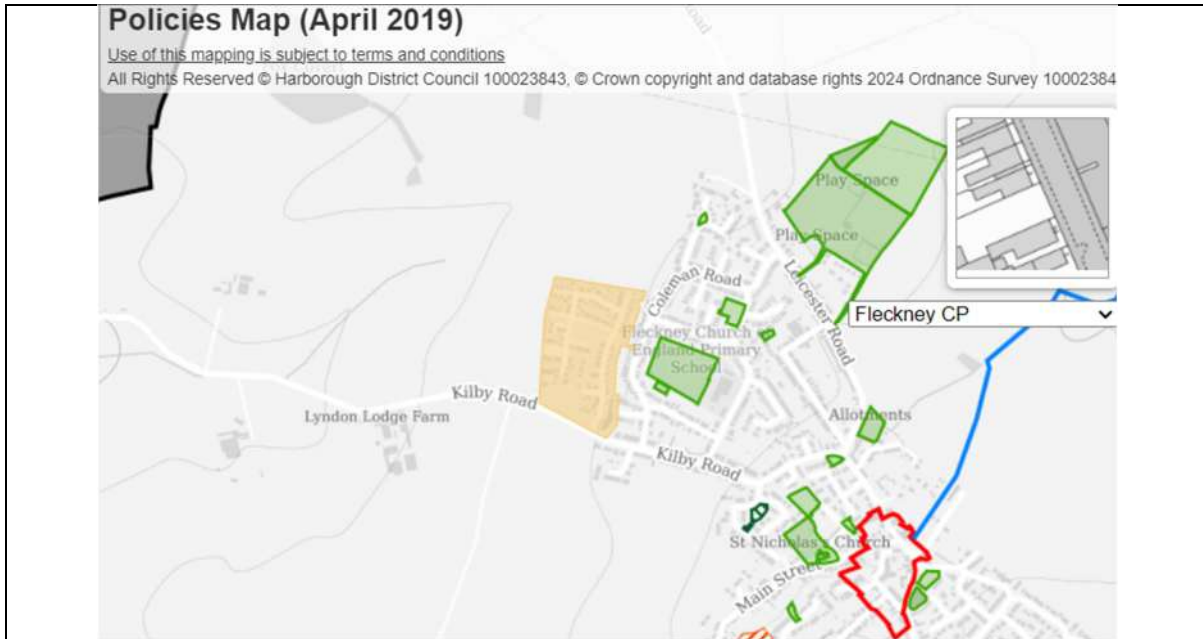 Policies Map (April 2019)
Use of this mapping is subject to terms and conditions
All Rights Reserved © Harborough District Council 100023843, © Crown copyright and database rights 2024 Ordnance Survey 10002384
Road
Play Space
Play Space
Coleman Road
Leicester Road
Fleckney CP
Fleckney Church
England Primary
School
Kilby Road
Lyndon Lodge Farm
Allotments
Kilby Road
St Nicholas's Church
Main Street